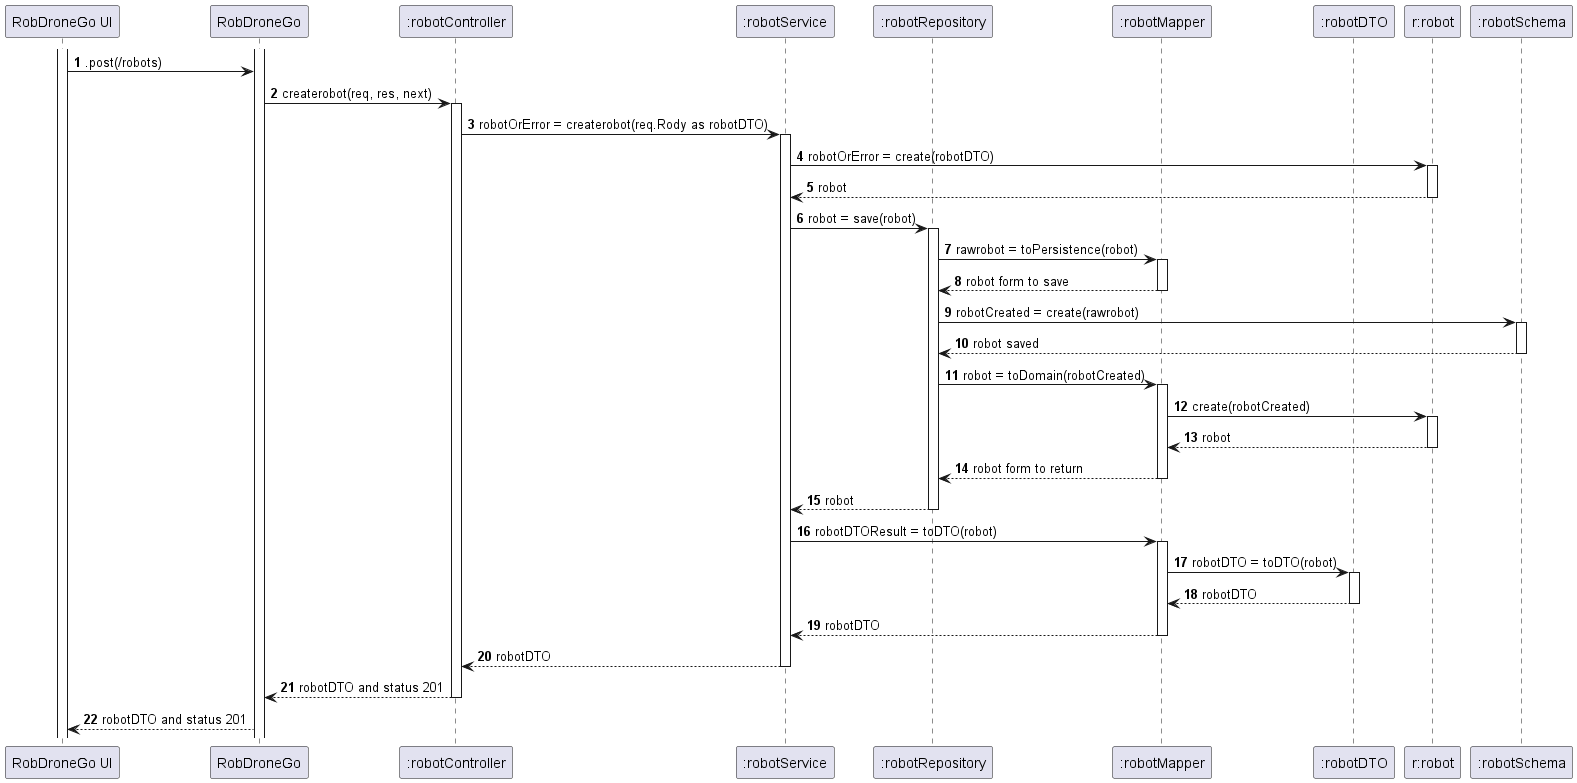 RobDroneGo UI
RobDroneGo
:robotController
:robotService
:robotRepository
:robotMapper
:robotDTO
r:robot
:robotSchema
1 .post(/robots)
2 createrobot(req, res, next)
3 robotOrError = createrobot(req.Rody as robotDTO)
4 robotOrError = create(robotDTO)
5 robot
6 robot = save(robot)
7 rawrobot = toPersistence(robot)
8 robot form to save
9 robotCreated = create(rawrobot)
10 robot saved
11 robot = toDomain(robotCreated)
12 create(robotCreated)
13 robot
14 robot form to return
15 robot
16 robotDTOResult = toDTO(robot)
17 robotDTO = toDTO(robot)
18 robotDTO
19 robotDTO
20 robotDTO
21 robotDTO and status 201
22 robotDTO and status 201
RobDroneGo UI
RobDroneGo
:robotController
:robotService
:robotRepository
:robotMapper
:robotDTO
r:robot
:robotSchema